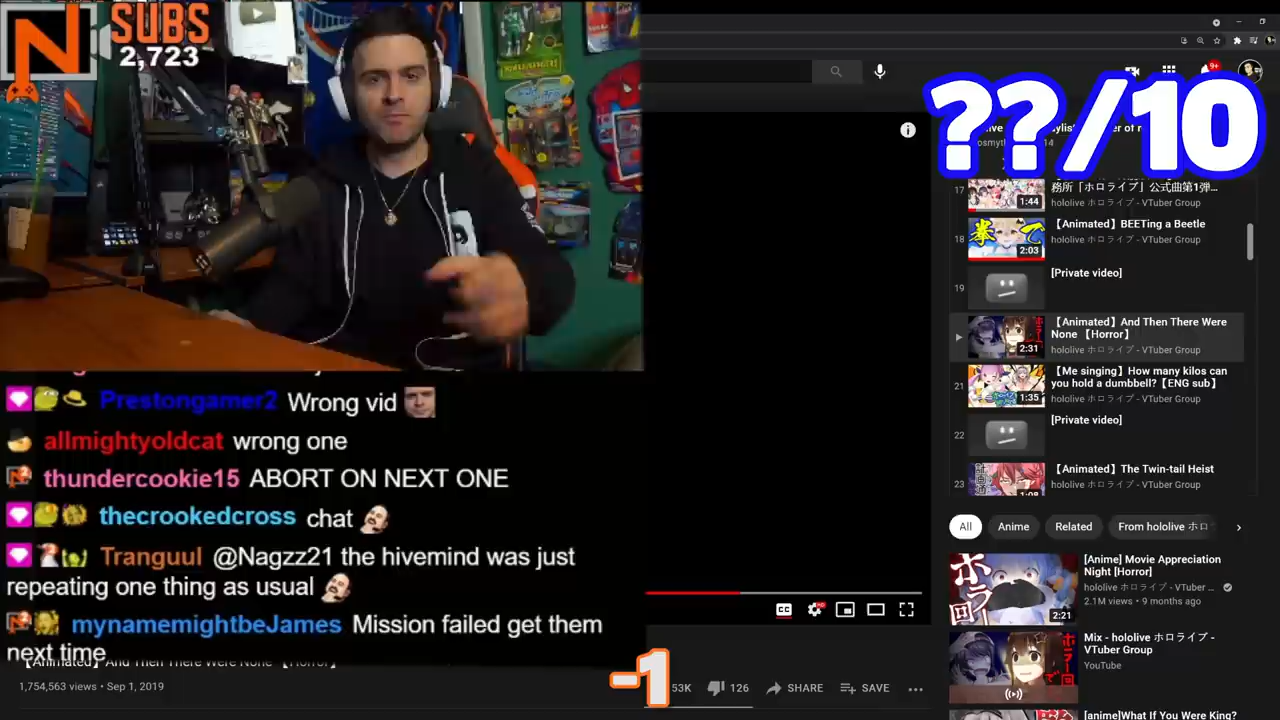 SUBS
2,723
N
??/10
17
務所「ホロライブ」公式曲第1弾...
hololive ホロライブ - VTuber Group
1:44
18
【Animated】BEETing a Beetle
hololive ホロライブ - VTuber Group
2:03
19
[Private video]
【Animated】And Then There Were
None 【Horror】
hololive ホロライブ - VTuber Group
2:31
21
【Me singing】How many kilos can
you hold a dumbbell?【ENG sub】
hololive ホロライブ - VTuber Group
1:35
22
[Private video]
23
【Animated】The Twin-tail Heist
hololive ホロライブ - VTuber Group
1:08
All
Anime
Related
From hololive ホロ
[Anime] Movie Appreciation
Night [Horror]
hololive ホロライブ - VTuber ...
2.1M views • 9 months ago
2:21
Mix - hololive ホロライブ -
VTuber Group
YouTube
[anime]What If You Were King?
Prestongamer2 Wrong vid
allmightyoldcat wrong one
thundercookie15 ABORT ON NEXT ONE
thecrookedcross chat
Tranguul @Nagzz21 the hivemind was just
repeating one thing as usual
mynamemightbeJames Mission failed get them
next time
【Animated】And Then There Were None 【Horror】
1,754,563 views • Sep 1, 2019
-1
53K
126
SHARE
SAVE